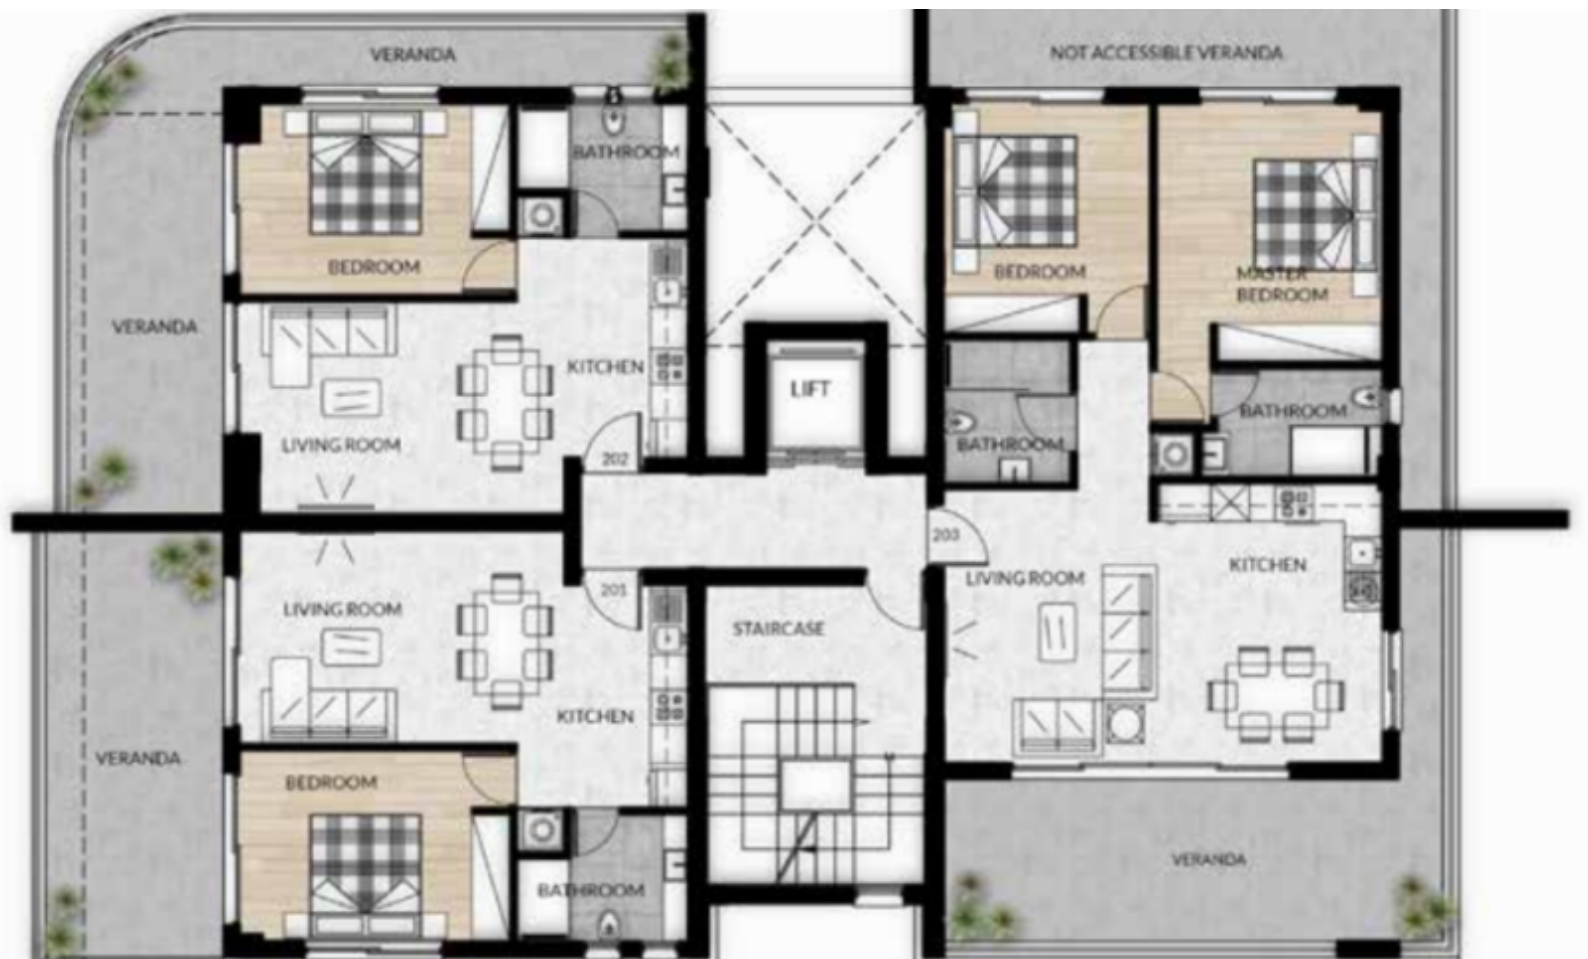 VERANDA
NOT ACCESSIBLE VERANDA
BATHROOM
BEDROOM
BEDROOM
MASTER
BEDROOM
VERANDA
KITCHEN
LIFT
LIVING ROOM
BATHROOM
BATHROOM
202
203
LIVING ROOM
KITCHEN
201
LIVING ROOM
STAIRCASE
KITCHEN
VERANDA
BEDROOM
BATHROOM
VERANDA